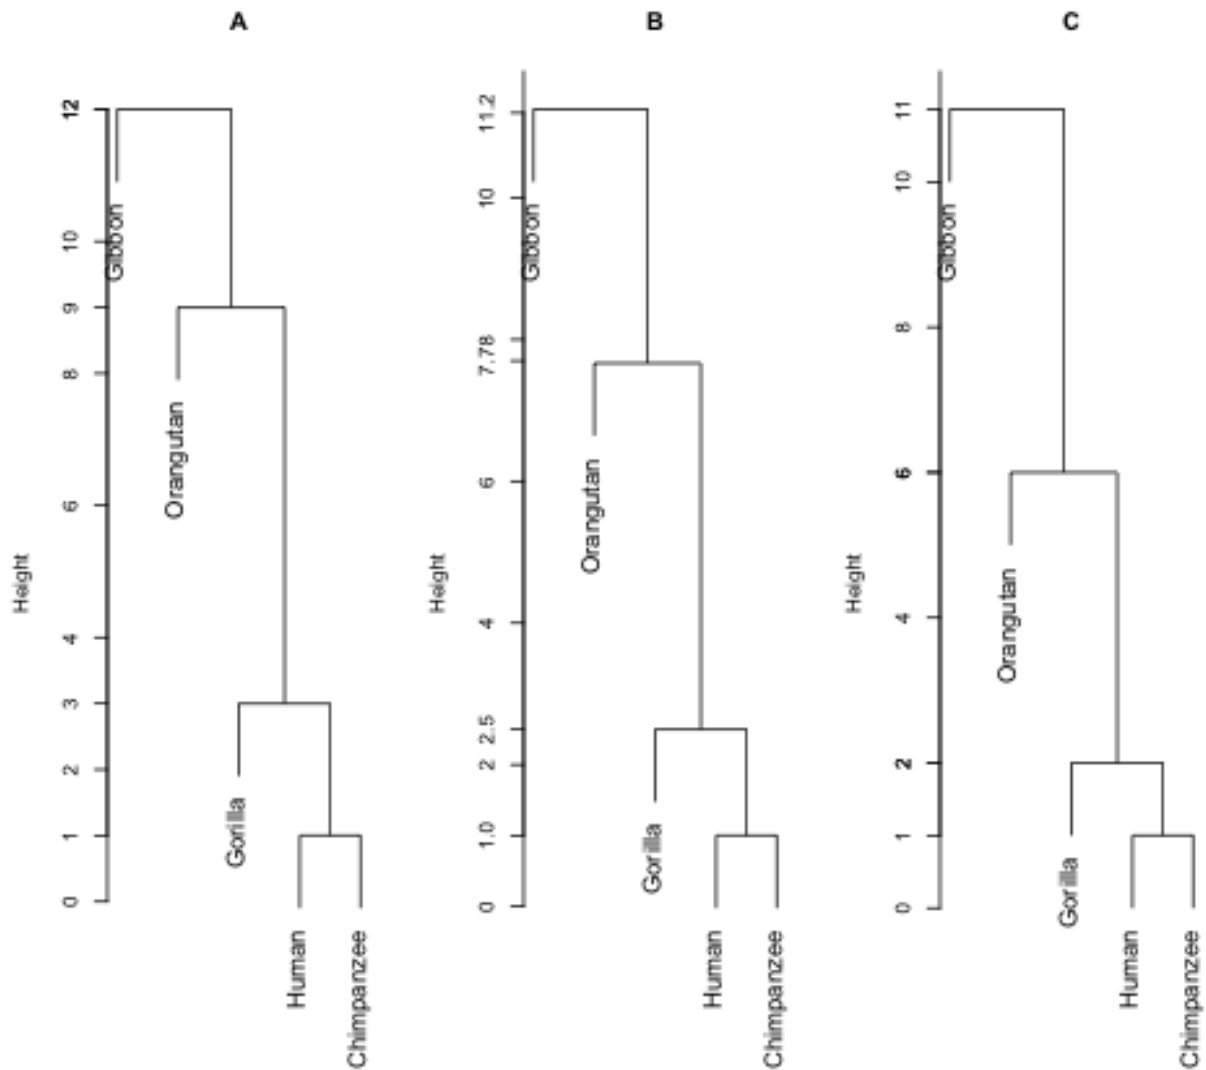 A
B
C
Height
12
10
9
8
6
4
3
2
1
0
Gibbon
Orangutan
Gorilla
Human
Chimpanzee
Height
11.2
10
7.78
6
4
2.5
2
1.0
0
Gibbon
Orangutan
Gorilla
Human
Chimpanzee
Height
11
10
8
6
4
2
1
0
Gibbon
Orangutan
Gorilla
Human
Chimpanzee